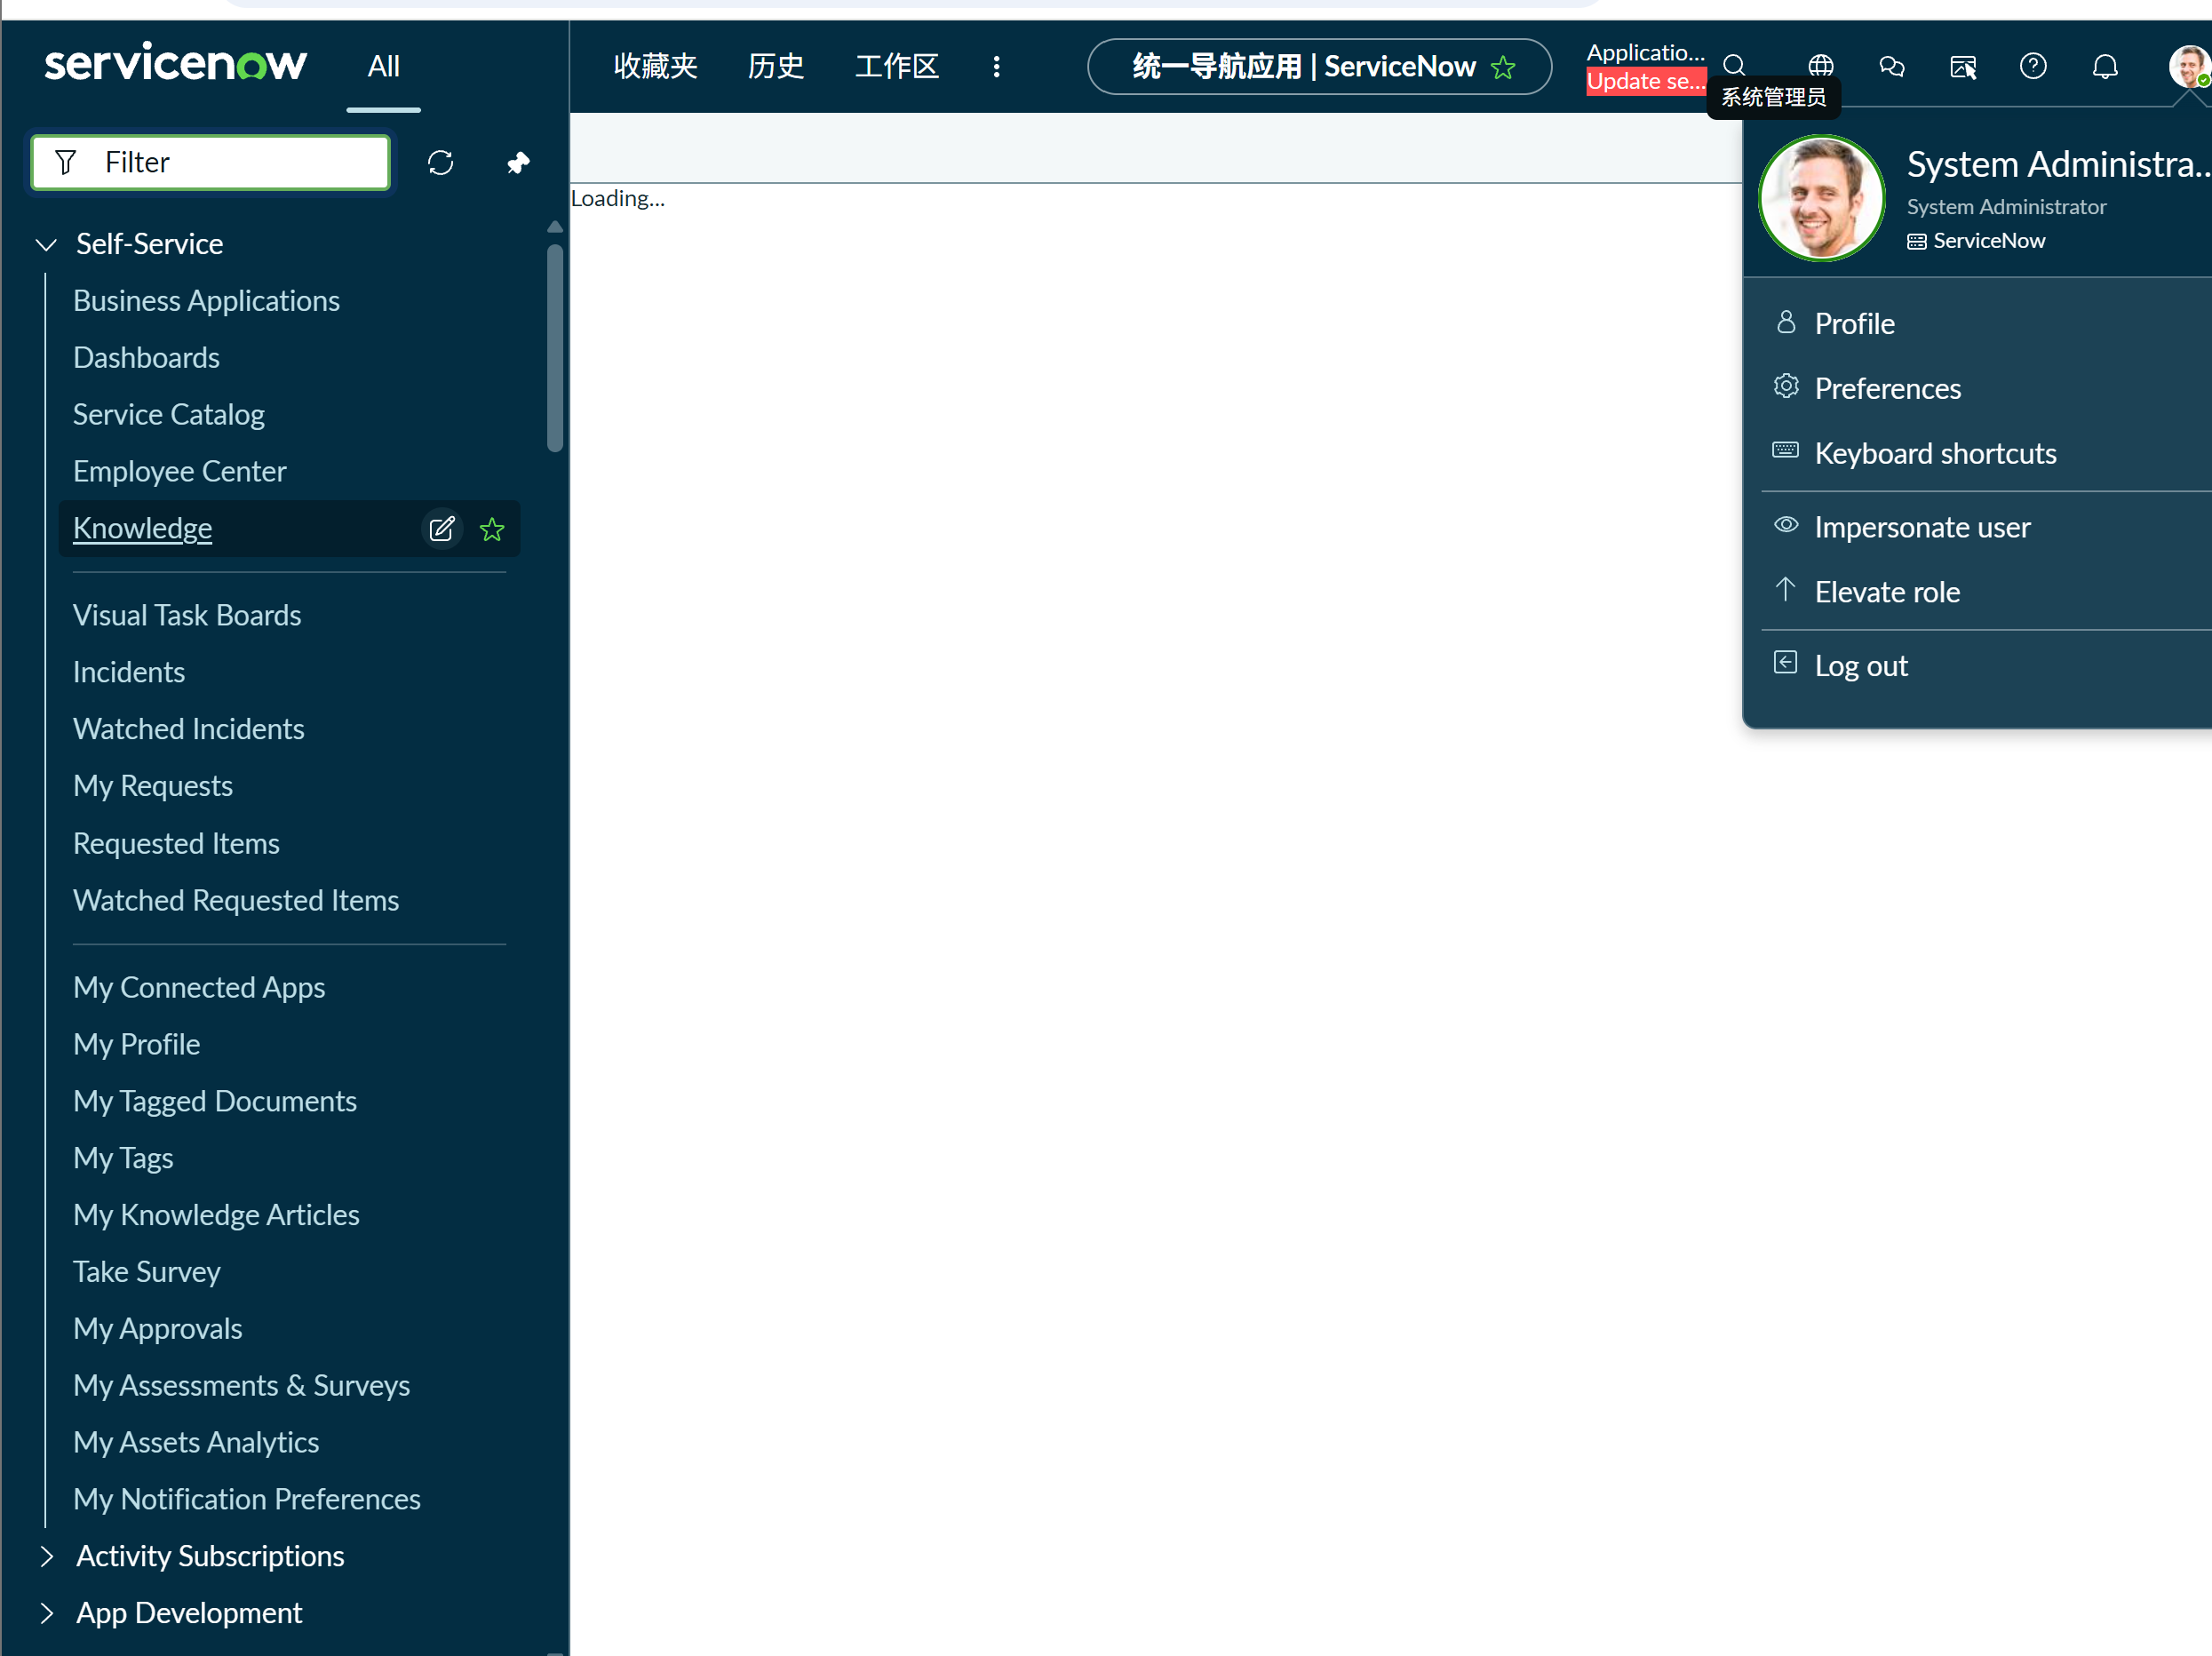 servicenow
All
收藏夹
历史
工作区
统一导航应用 | ServiceNow
Applicatio...
Update se...
系统管理员
Filter
Loading...
Self-Service
Business Applications
Dashboards
Service Catalog
Employee Center
Knowledge
Visual Task Boards
Incidents
Watched Incidents
My Requests
Requested Items
Watched Requested Items
My Connected Apps
My Profile
My Tagged Documents
My Tags
My Knowledge Articles
Take Survey
My Approvals
My Assessments & Surveys
My Assets Analytics
My Notification Preferences
Activity Subscriptions
App Development
System Administra...
System Administrator
ServiceNow
Profile
Preferences
Keyboard shortcuts
Impersonate user
Elevate role
Log out